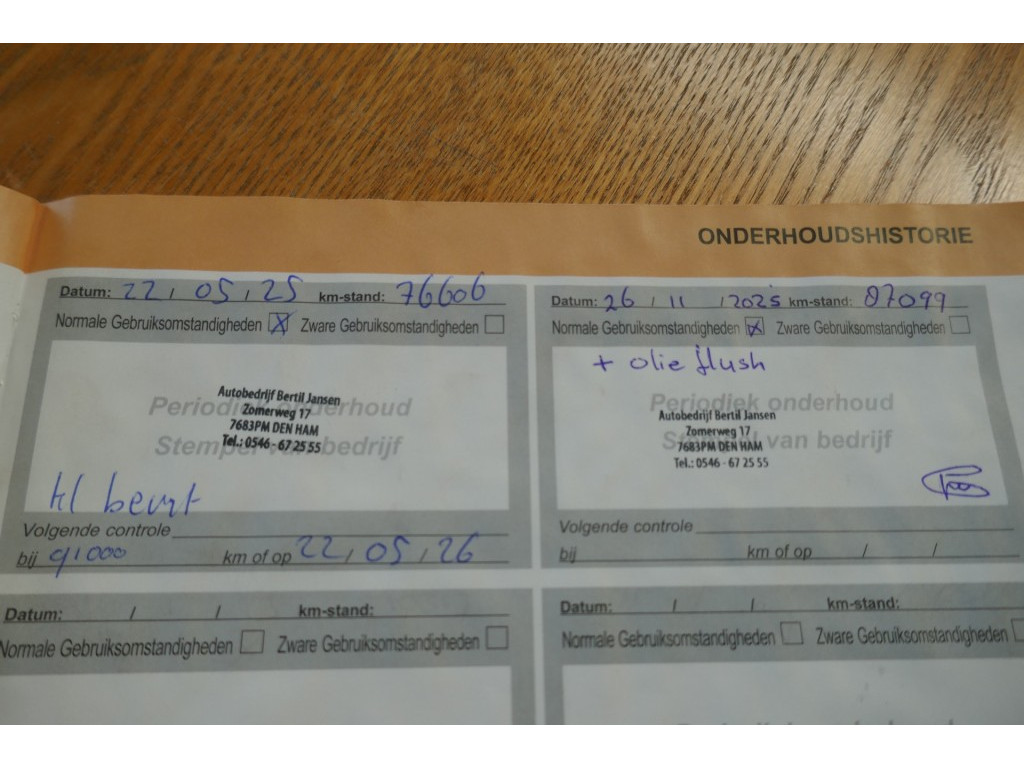 ONDERHOUDSHISTORIE
Datum: 22 / 05 / 25 km-stand: 76606
Normale Gebruiksomstandigheden X Zware Gebruiksomstandigheden
Periodiek onderhoud
Stempel van bedrijf
Autobedrijf Bertil Jansen
Zomerweg 17
7683PM DEN HAM
Tel.: 0546 - 67 25 55
kl beurt
Volgende controle
bij 91000 km of op 22 / 05 / 26
Datum: 26 / 11 / 2025 km-stand: 87099
Normale Gebruiksomstandigheden X Zware Gebruiksomstandigheden
+ olie flush
Periodiek onderhoud
Stempel van bedrijf
Autobedrijf Bertil Jansen
Zomerweg 17
7683PM DEN HAM
Tel.: 0546 - 67 25 55
Volgende controle
bij km of op / /
Datum: / / km-stand:
Normale Gebruiksomstandigheden Zware Gebruiksomstandigheden
Datum: / / km-stand:
Normale Gebruiksomstandigheden Zware Gebruiksomstandigheden